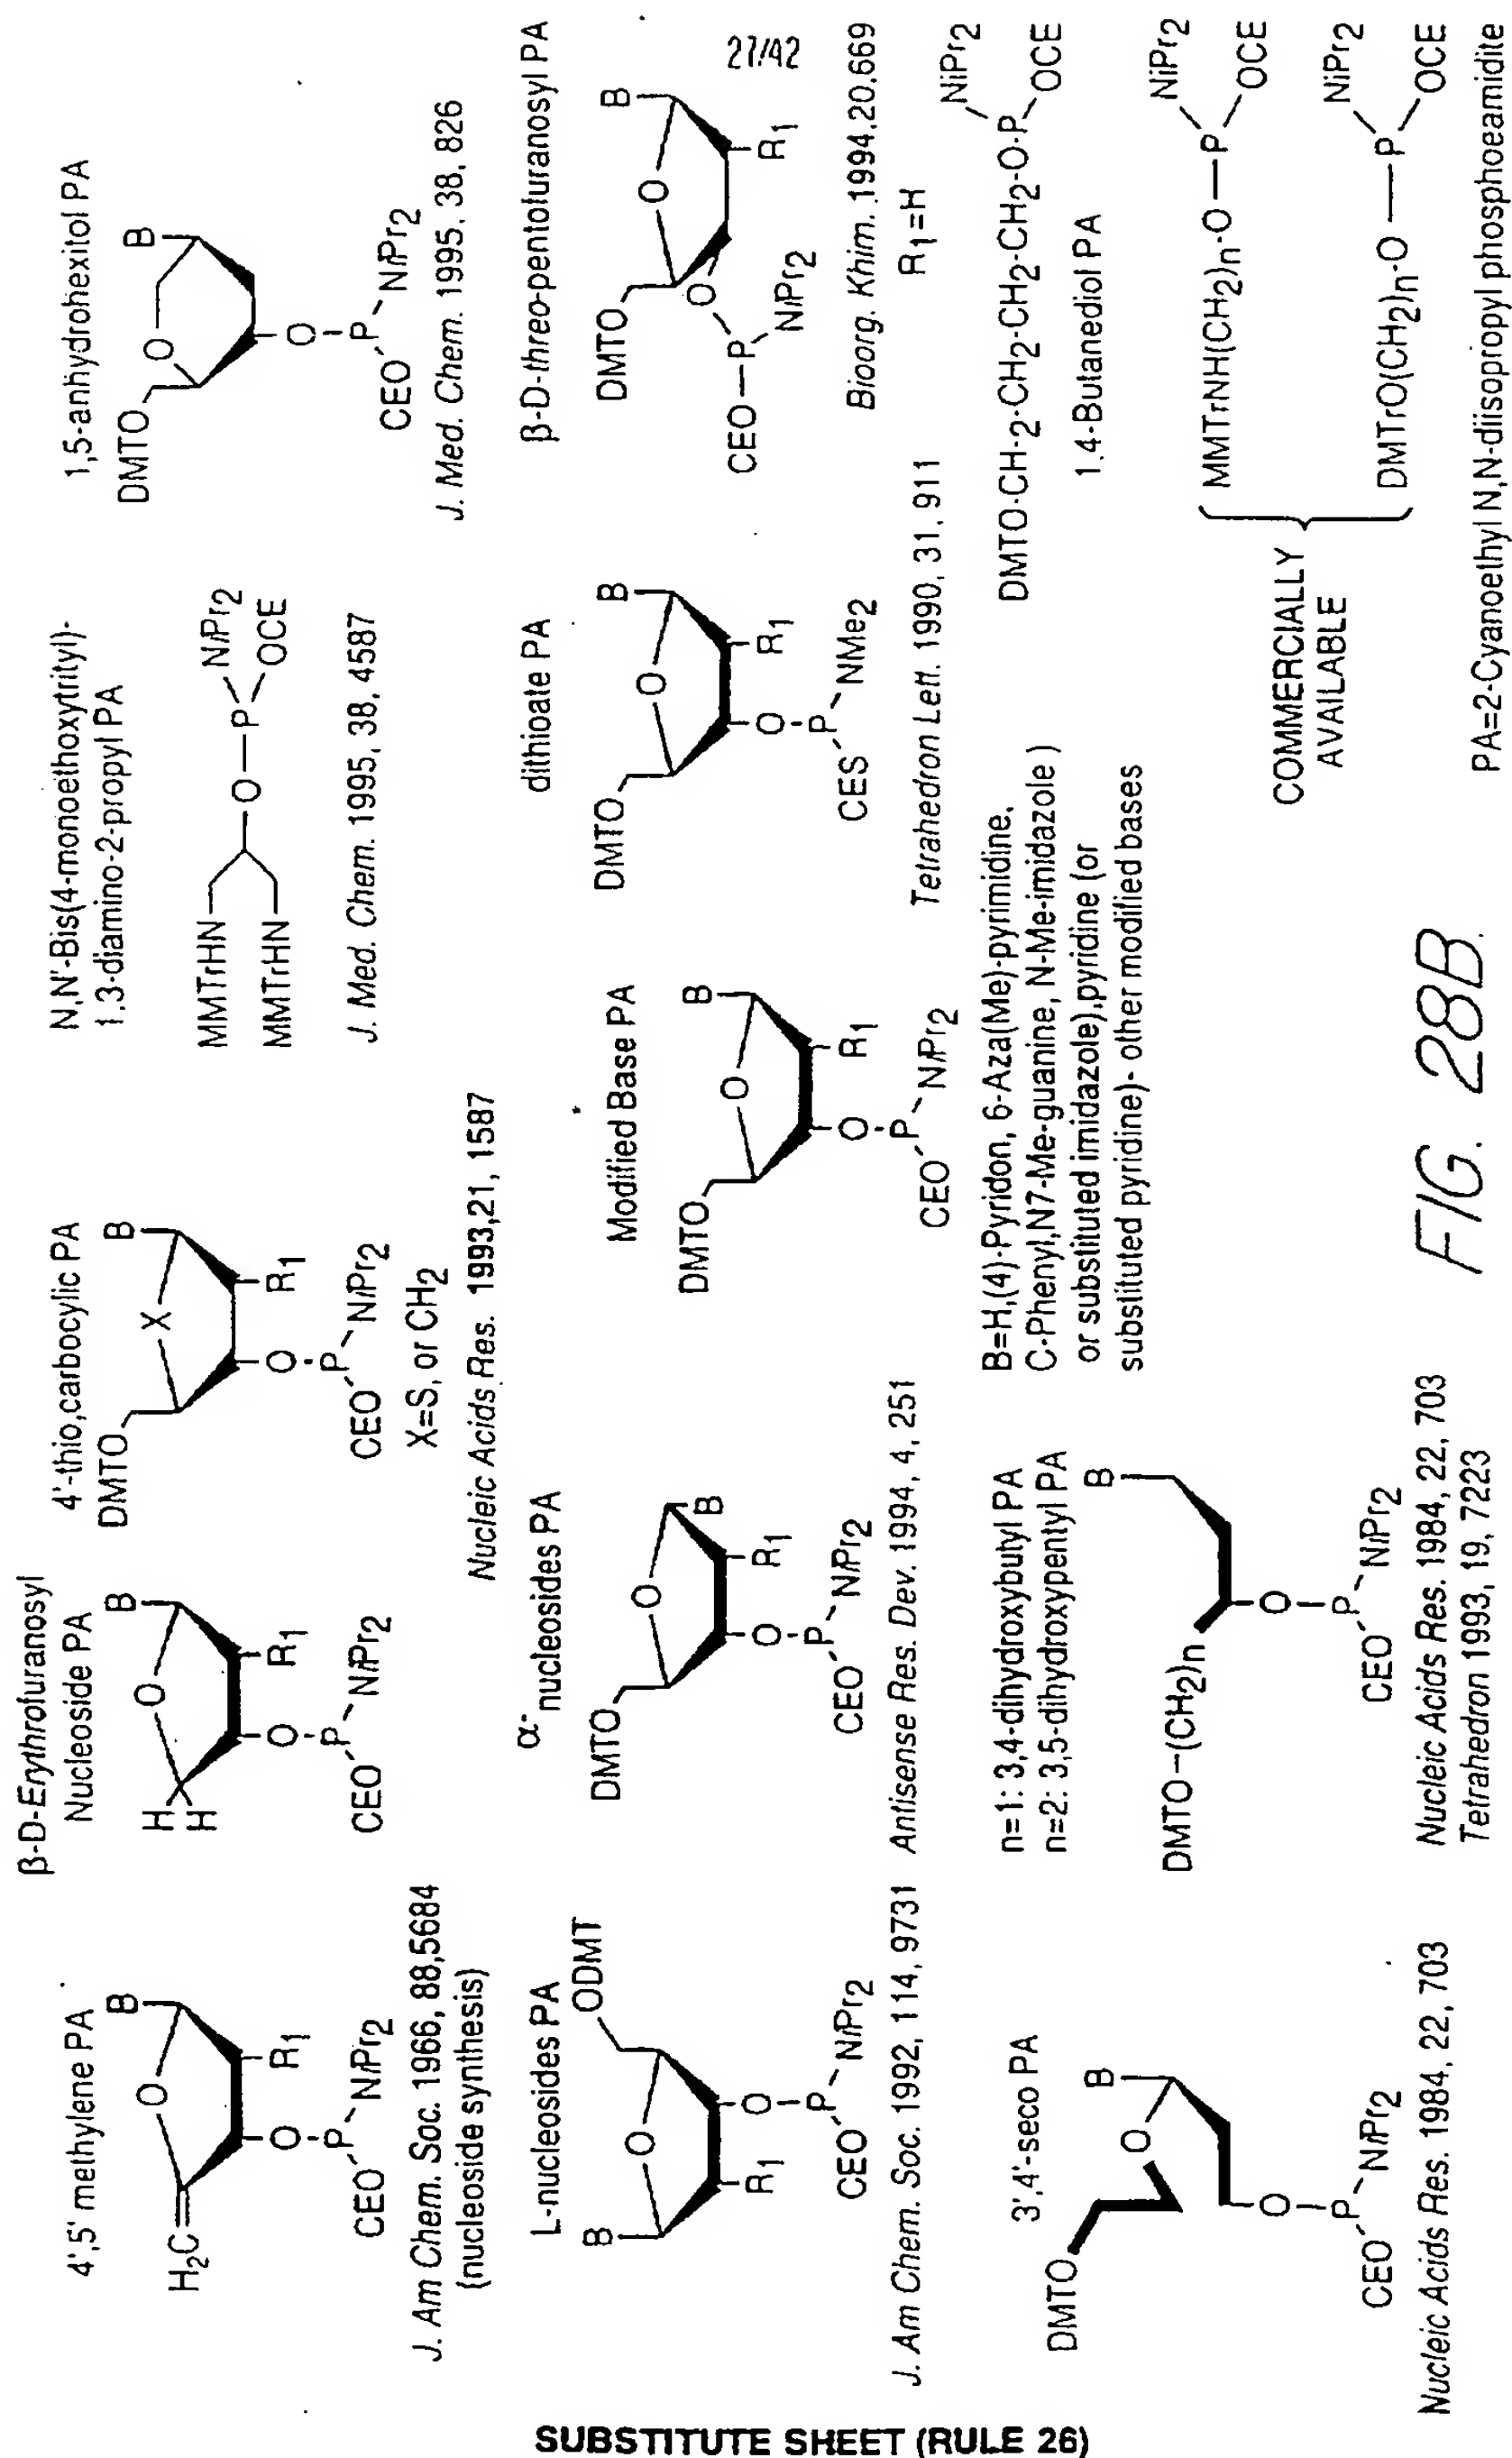 4',5' methylene PA
H₂C
O
B
R₁
O
P
CEO
NiPr₂
J. Am Chem. Soc. 1966, 88,5684
(nucleoside synthesis)
β-D-Erythrofuranosyl
Nucleoside PA
H
H
O
B
R₁
O
P
CEO
NiPr₂
4'-thio,carbocylic PA
DMTO
X
B
R₁
O
P
CEO
NiPr₂
X=S, or CH₂
Nucleic Acids Res. 1993,21, 1587
N,N'-Bis(4-monoethoxytrityl)-
1,3-diamino-2-propyl PA
MMTrHN
MMTrHN
O
P
NiPr₂
OCE
J. Med. Chem. 1995, 38, 4587
1,5-anhydrohexitol PA
DMTO
O
B
O
P
CEO
NiPr₂
J. Med. Chem. 1995, 38, 826
L-nucleosides PA
ODMT
B
O
R₁
O
P
CEO
NiPr₂
J. Am Chem. Soc. 1992, 114, 9731
α-
nucleosides PA
DMTO
O
B
R₁
O
P
CEO
NiPr₂
Antisense Res. Dev. 1994, 4, 251
Modified Base PA
DMTO
O
B
R₁
O
P
CEO
NiPr₂
B=H,(4)-Pyridon, 6-Aza(Me)-pyrimidine,
C-Phenyl,N7-Me-guanine, N-Me-imidazole )
or substituted imidazole),pyridine (or
substituted pyridine)- other modified bases
dithioate PA
DMTO
O
B
R₁
O
P
CES
NMe₂
Tetrahedron Lett. 1990, 31, 911
β-D-threo-pentofuranosyl PA
DMTO
O
B
R₁
O
CEO
P
NiPr₂
27/42
Bioorg. Khim. 1994,20,669
R₁=H
3',4'-seco PA
DMTO
O
B
O
P
CEO
NiPr₂
Nucleic Acids Res. 1984, 22, 703
n=1: 3,4-dihydroxybutyl PA
n=2: 3,5-dihydroxypentyl PA
DMTO-(CH₂)n
B
O
P
CEO
NiPr₂
Nucleic Acids Res. 1984, 22, 703
Tetrahedron 1993, 19, 7223
DMTO-CH-₂-CH₂-CH₂-CH₂-O-P
NiPr₂
OCE
1.4-Butanediol PA
COMMERCIALLY
AVAILABLE
MMTrNH(CH₂)n-O-P
NiPr₂
OCE
DMTrO(CH₂)n-O-P
NiPr₂
OCE
PA=2-Cyanoethyl N,N-diisopropyl phosphoeamidite
FIG. 28B.
SUBSTITUTE SHEET (RULE 26)